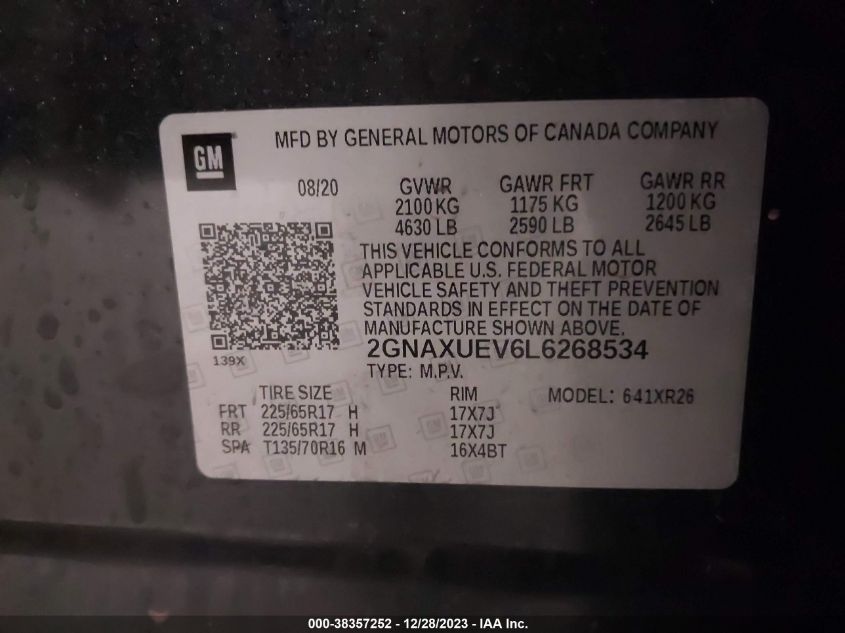 GM
MFD BY GENERAL MOTORS OF CANADA COMPANY
08/20 GVWR GAWR FRT GAWR RR
2100 KG 1175 KG 1200 KG
4630 LB 2590 LB 2645 LB
THIS VEHICLE CONFORMS TO ALL
APPLICABLE U.S. FEDERAL MOTOR
VEHICLE SAFETY AND THEFT PREVENTION
STANDARDS IN EFFECT ON THE DATE OF
MANUFACTURE SHOWN ABOVE.
139X
2GNAXUEV6L6268534
TYPE: M.P.V.
TIRE SIZE RIM MODEL: 641XR26
FRT 225/65R17 H 17X7J
RR 225/65R17 H 17X7J
SPA T135/70R16 M 16X4BT
000-38357252 - 12/28/2023 - IAA Inc.